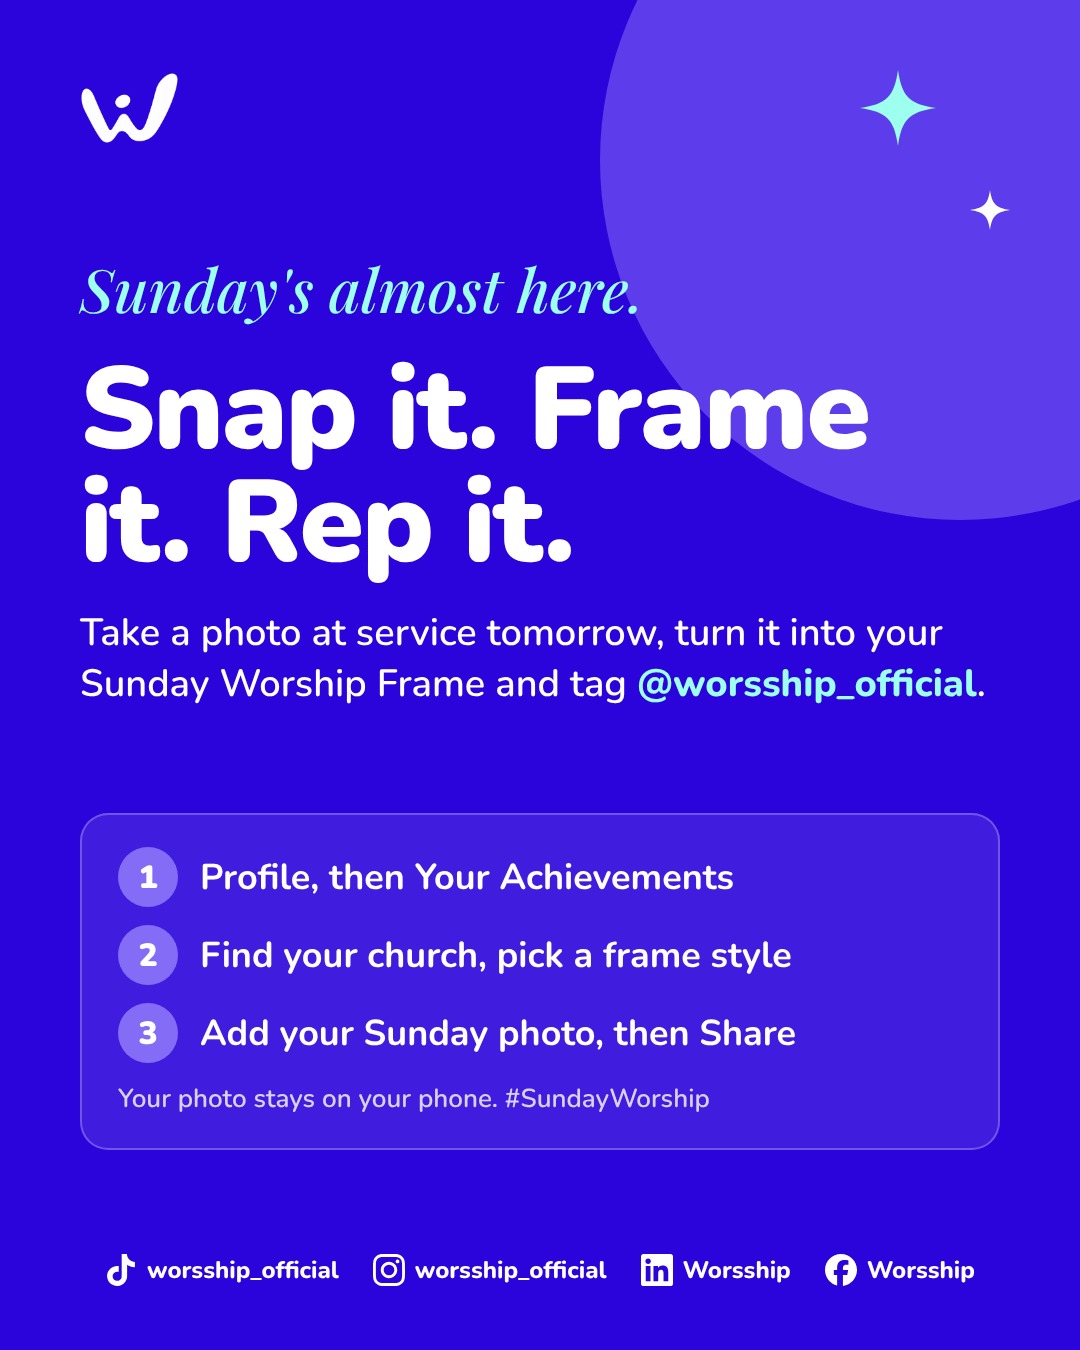 Sunday's almost here.
Snap it. Frame
it. Rep it.
Take a photo at service tomorrow, turn it into your
Sunday Worship Frame and tag @worsship_official.
1 Profile, then Your Achievements
2 Find your church, pick a frame style
3 Add your Sunday photo, then Share
Your photo stays on your phone. #SundayWorship
worsship_official worsship_official Worsship Worsship